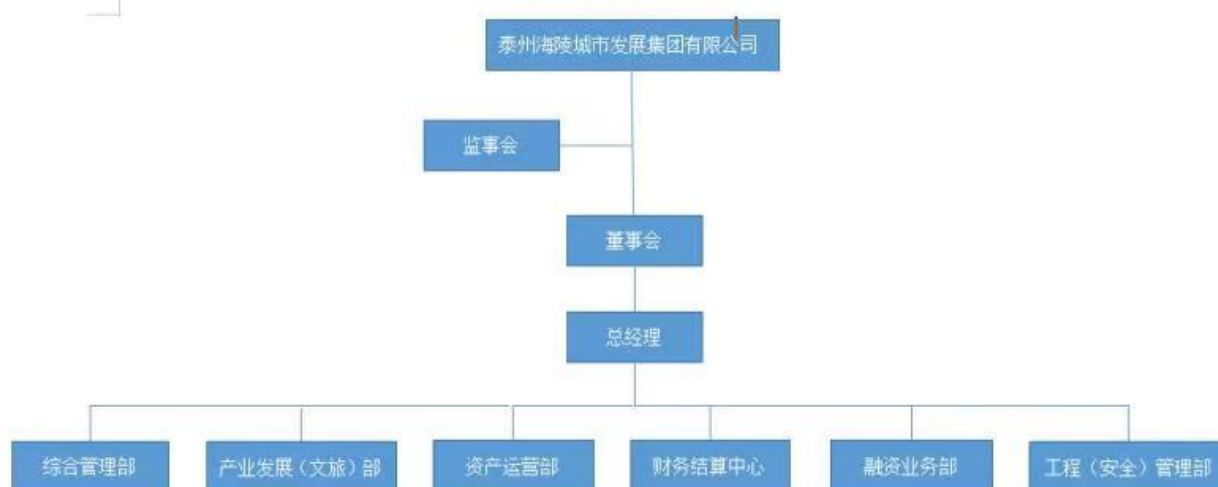 泰州海陵城市发展集团有限公司
监事会
董事会
总经理
综合管理部
产业发展（文旅）部
资产运营部
财务结算中心
融资业务部
工程（安全）管理部